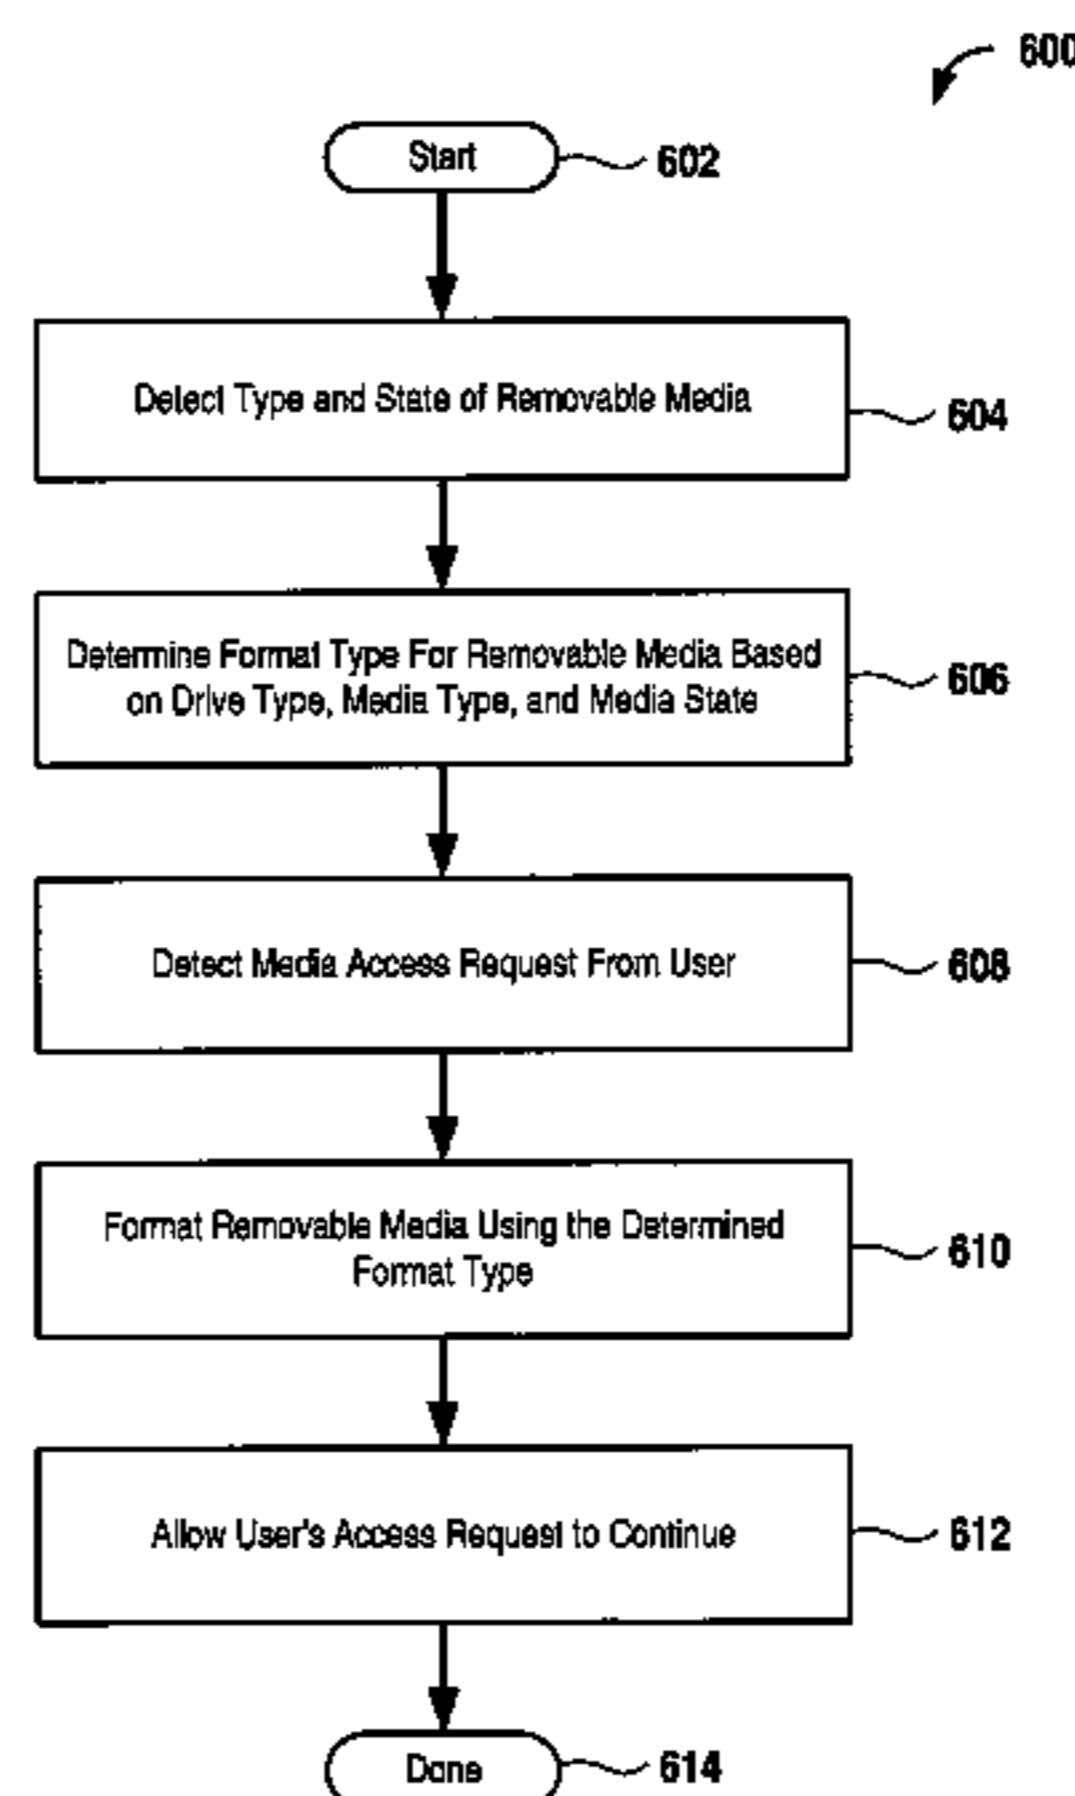 600
Start
602
Detect Type and State of Removable Media
604
Determine Format Type For Removable Media Based
on Drive Type, Media Type, and Media State
606
Detect Media Access Request From User
608
Format Removable Media Using the Determined
Format Type
610
Allow User's Access Request to Continue
612
Done
614